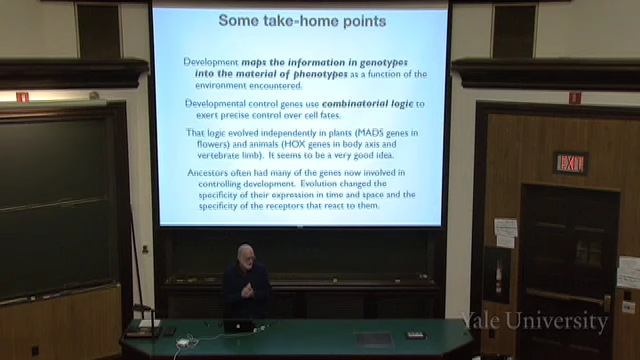 Some take-home points
Development maps the information in genotypes
into the material of phenotypes as a function of the
environment encountered.
Developmental control genes use combinatorial logic to
exert precise control over cell fates.
That logic evolved independently in plants (MADS genes in
flowers) and animals (HOX genes in body axis and
vertebrate limb). It seems to be a very good idea.
Ancestors often had many of the genes now involved in
controlling development. Evolution changed the
specificity of their expression in time and space and the
specificity of the receptors that react to them.
EXIT
Yale University